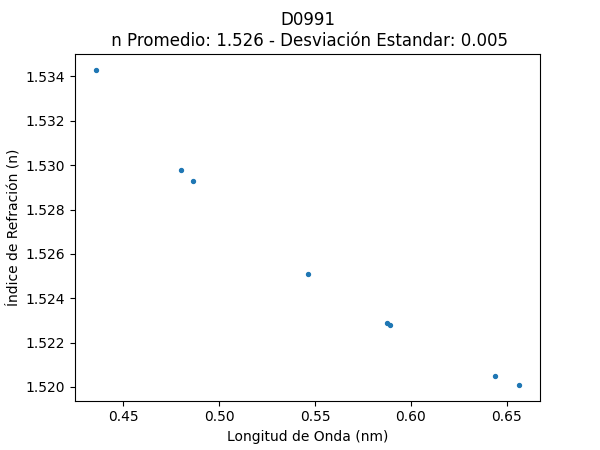 D0991
n Promedio: 1.526 - Desviación Estandar: 0.005
1.534
1.532
1.530
1.528
1.526
1.524
1.522
1.520
Índice de Refración (n)
0.45 0.50 0.55 0.60 0.65
Longitud de Onda (nm)